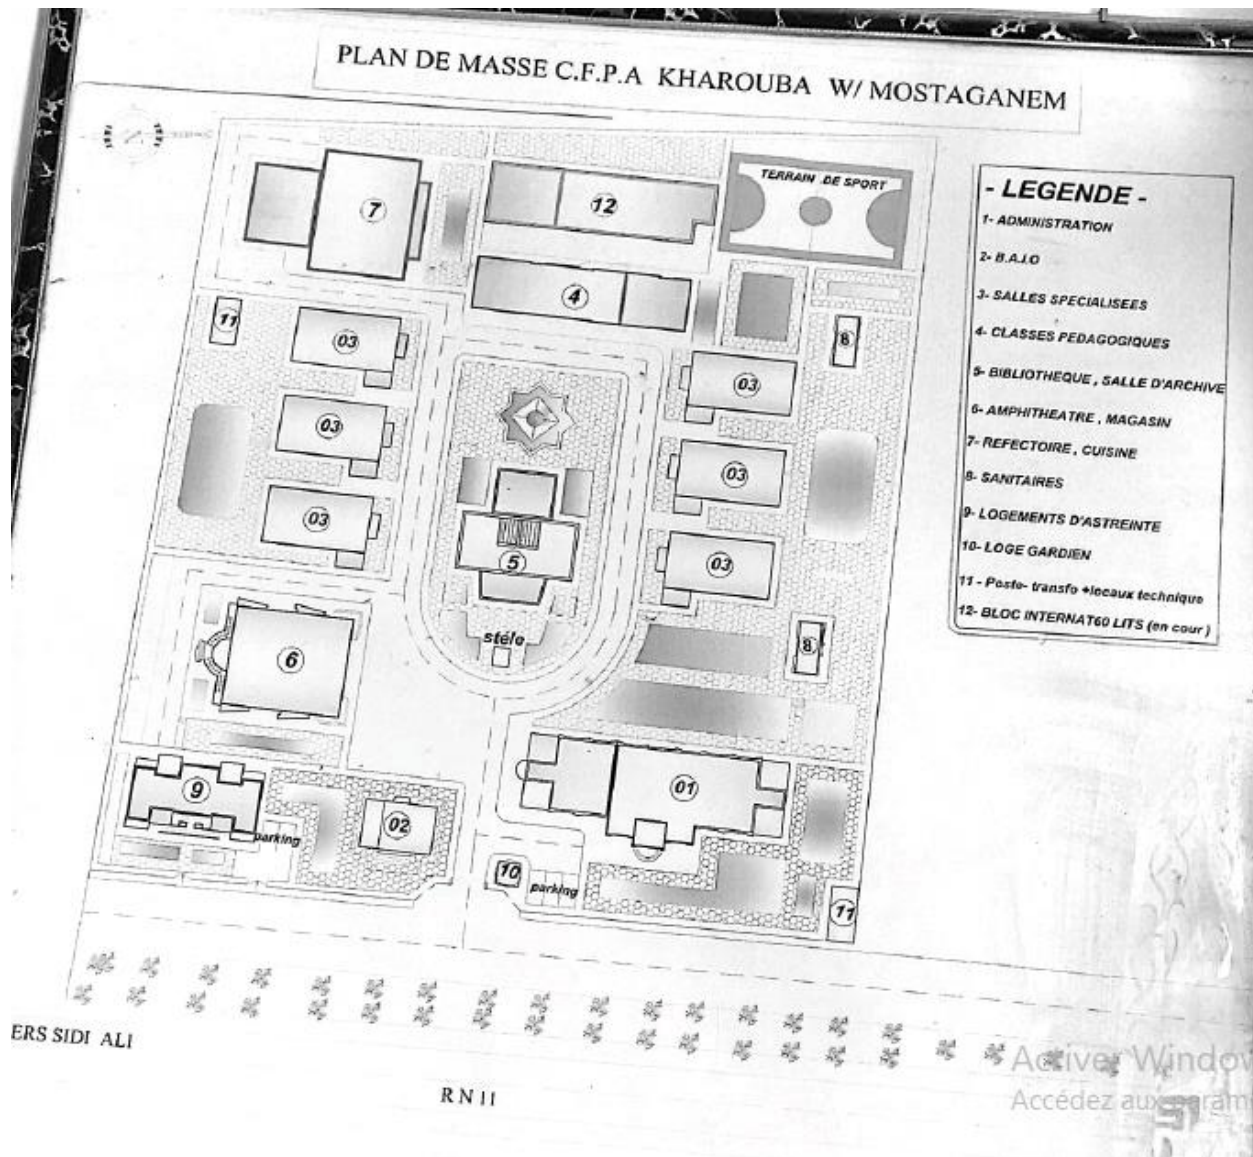 PLAN DE MASSE C.F.P.A KHAROUBA W/ MOSTAGANEM
N
7
12
TERRAIN DE SPORT
4
11
03
8
03
03
03
03
03
5
03
stéle
6
8
9
parking
02
01
10
parking
11
- LEGENDE -
1- ADMINISTRATION
2- B.A.I.O
3- SALLES SPECIALISEES
4- CLASSES PEDAGOGIQUES
5- BIBLIOTHEQUE , SALLE D'ARCHIVE
6- AMPHITHEATRE , MAGASIN
7- REFECTOIRE , CUISINE
8- SANITAIRES
9- LOGEMENTS D'ASTREINTE
10- LOGE GARDIEN
11 - Poste- transfo +locaux technique
12- BLOC INTERNAT60 LITS (en cour )
ERS SIDI ALI
R N 11
Activer Window
Accédez aux param